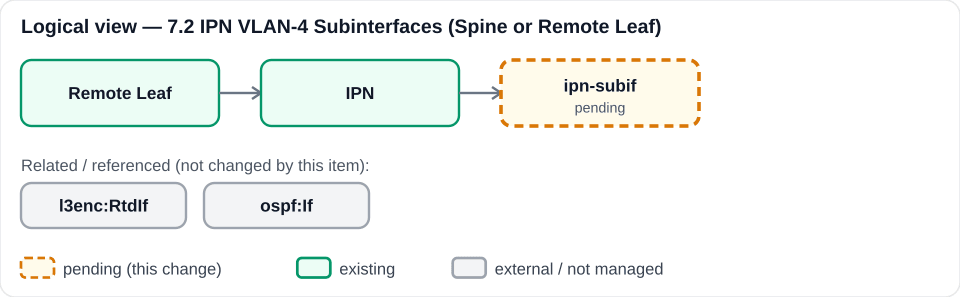 Logical view — 7.2 IPN VLAN-4 Subinterfaces (Spine or Remote Leaf)
Remote Leaf
IPN
ipn-subif
pending
Related / referenced (not changed by this item):
l3enc:RtdIf
ospf:If
pending (this change)
existing
external / not managed